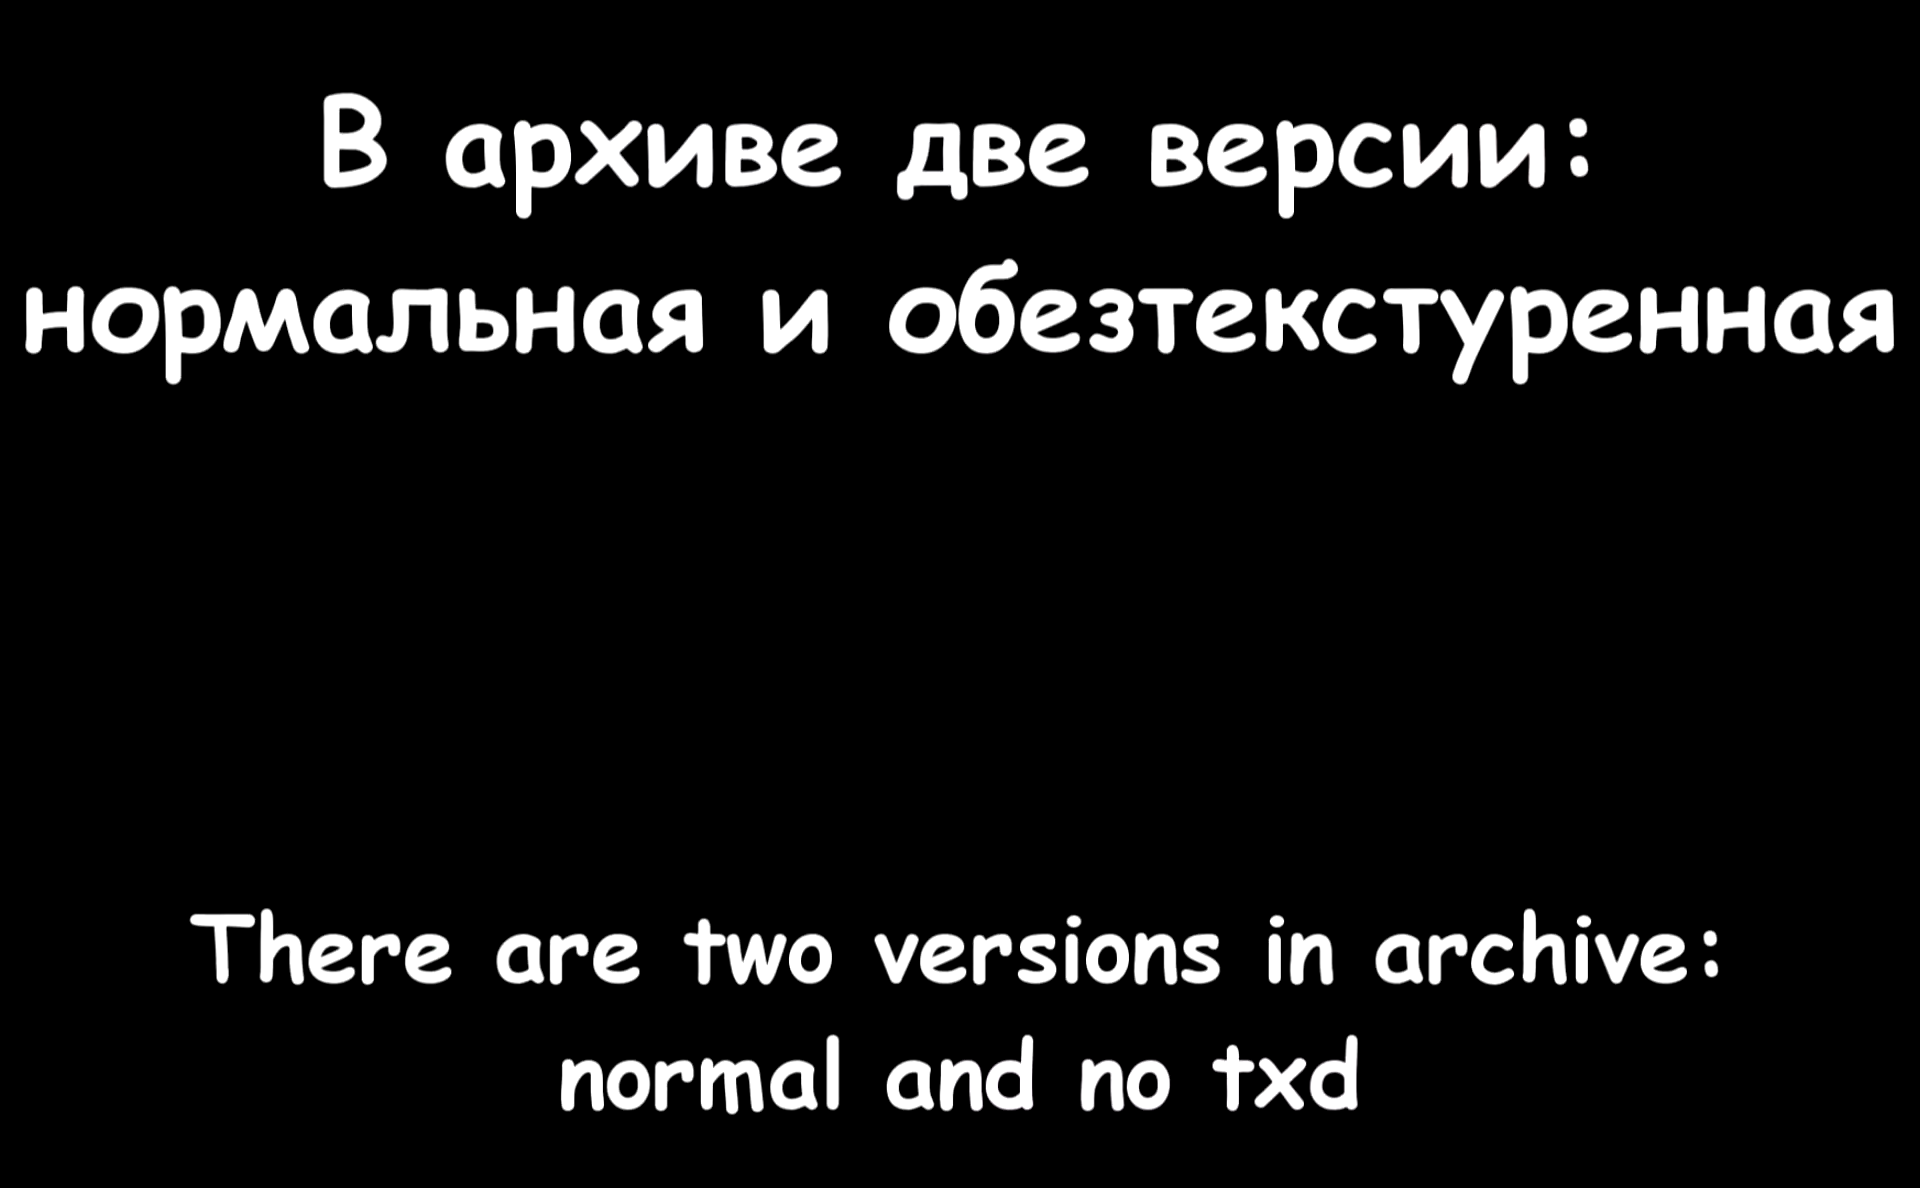 В архиве две версии:
нормальная и обезтекстуренная
There are two versions in archive:
normal and no txd